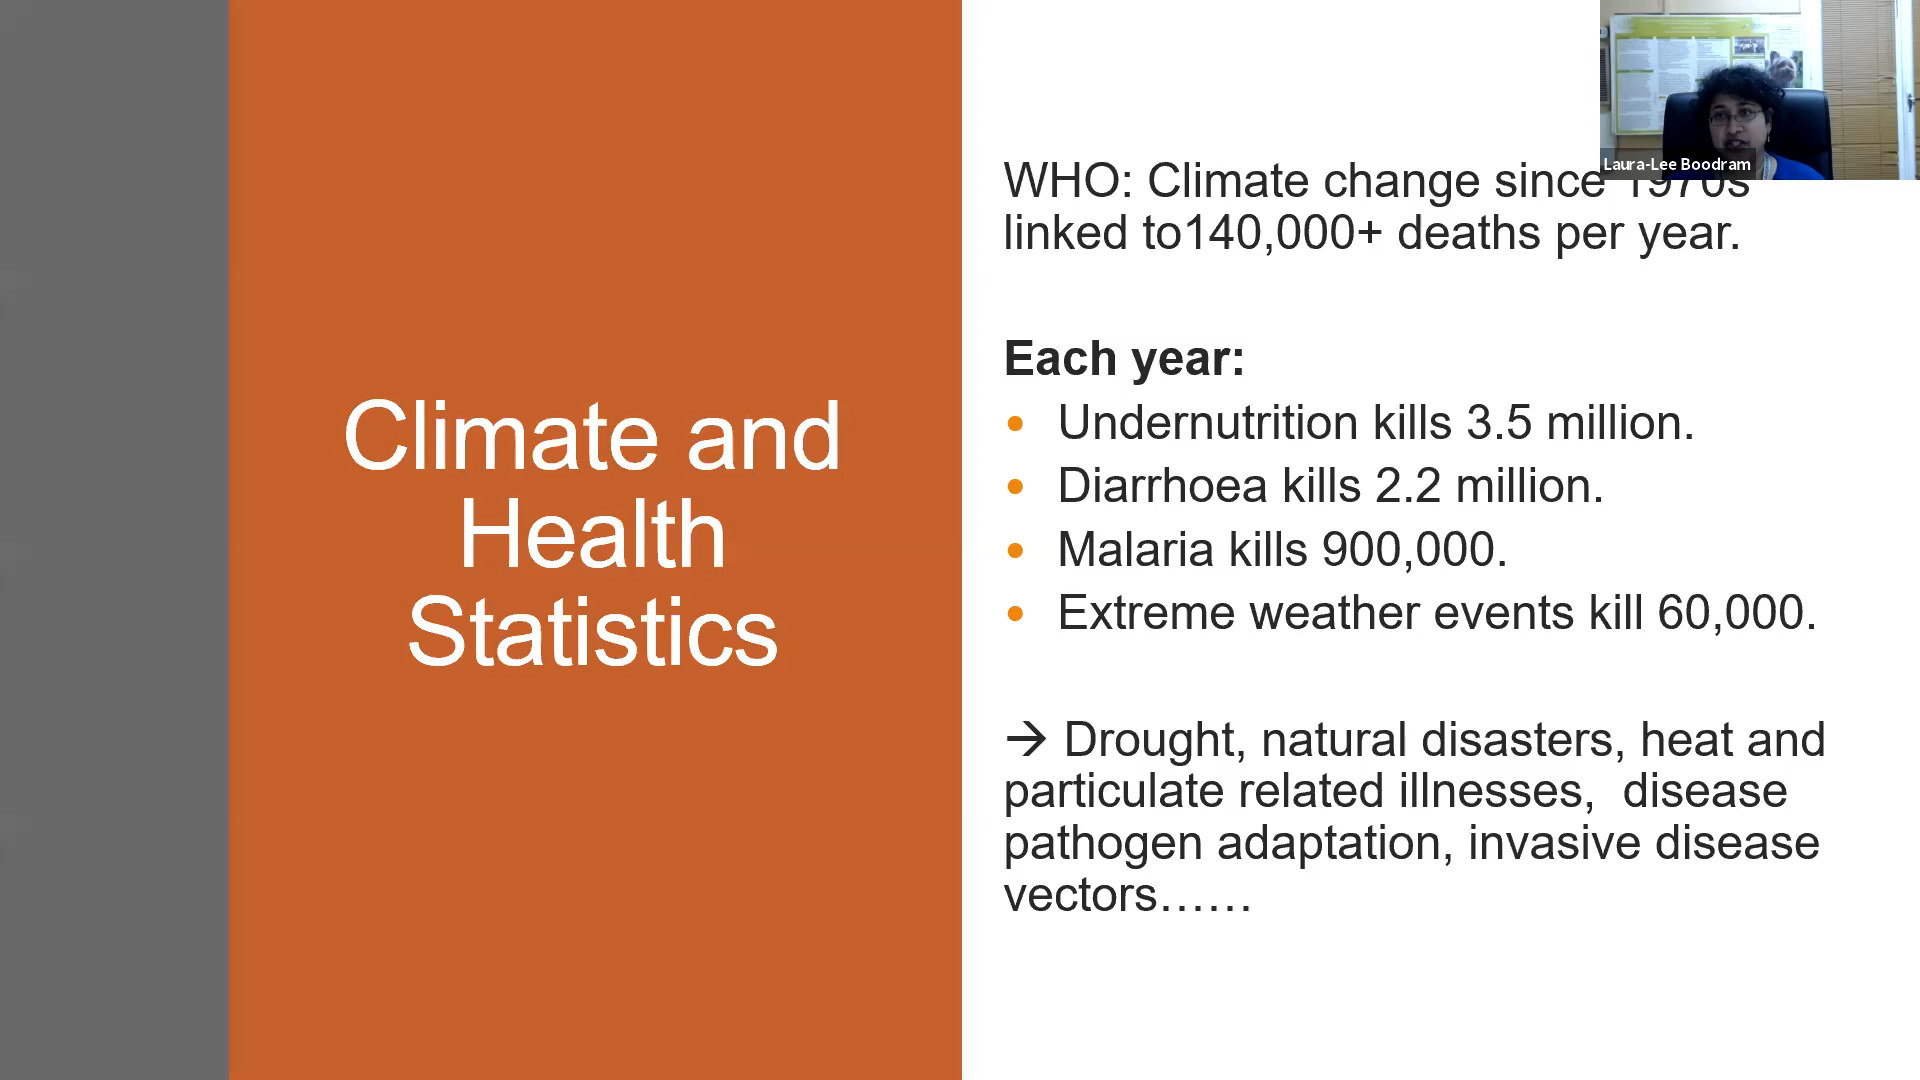 Climate and
Health
Statistics
Laura-Lee Boodram
WHO: Climate change since 1970s
linked to140,000+ deaths per year.
Each year:
• Undernutrition kills 3.5 million.
• Diarrhoea kills 2.2 million.
• Malaria kills 900,000.
• Extreme weather events kill 60,000.
→ Drought, natural disasters, heat and
particulate related illnesses,  disease
pathogen adaptation, invasive disease
vectors……